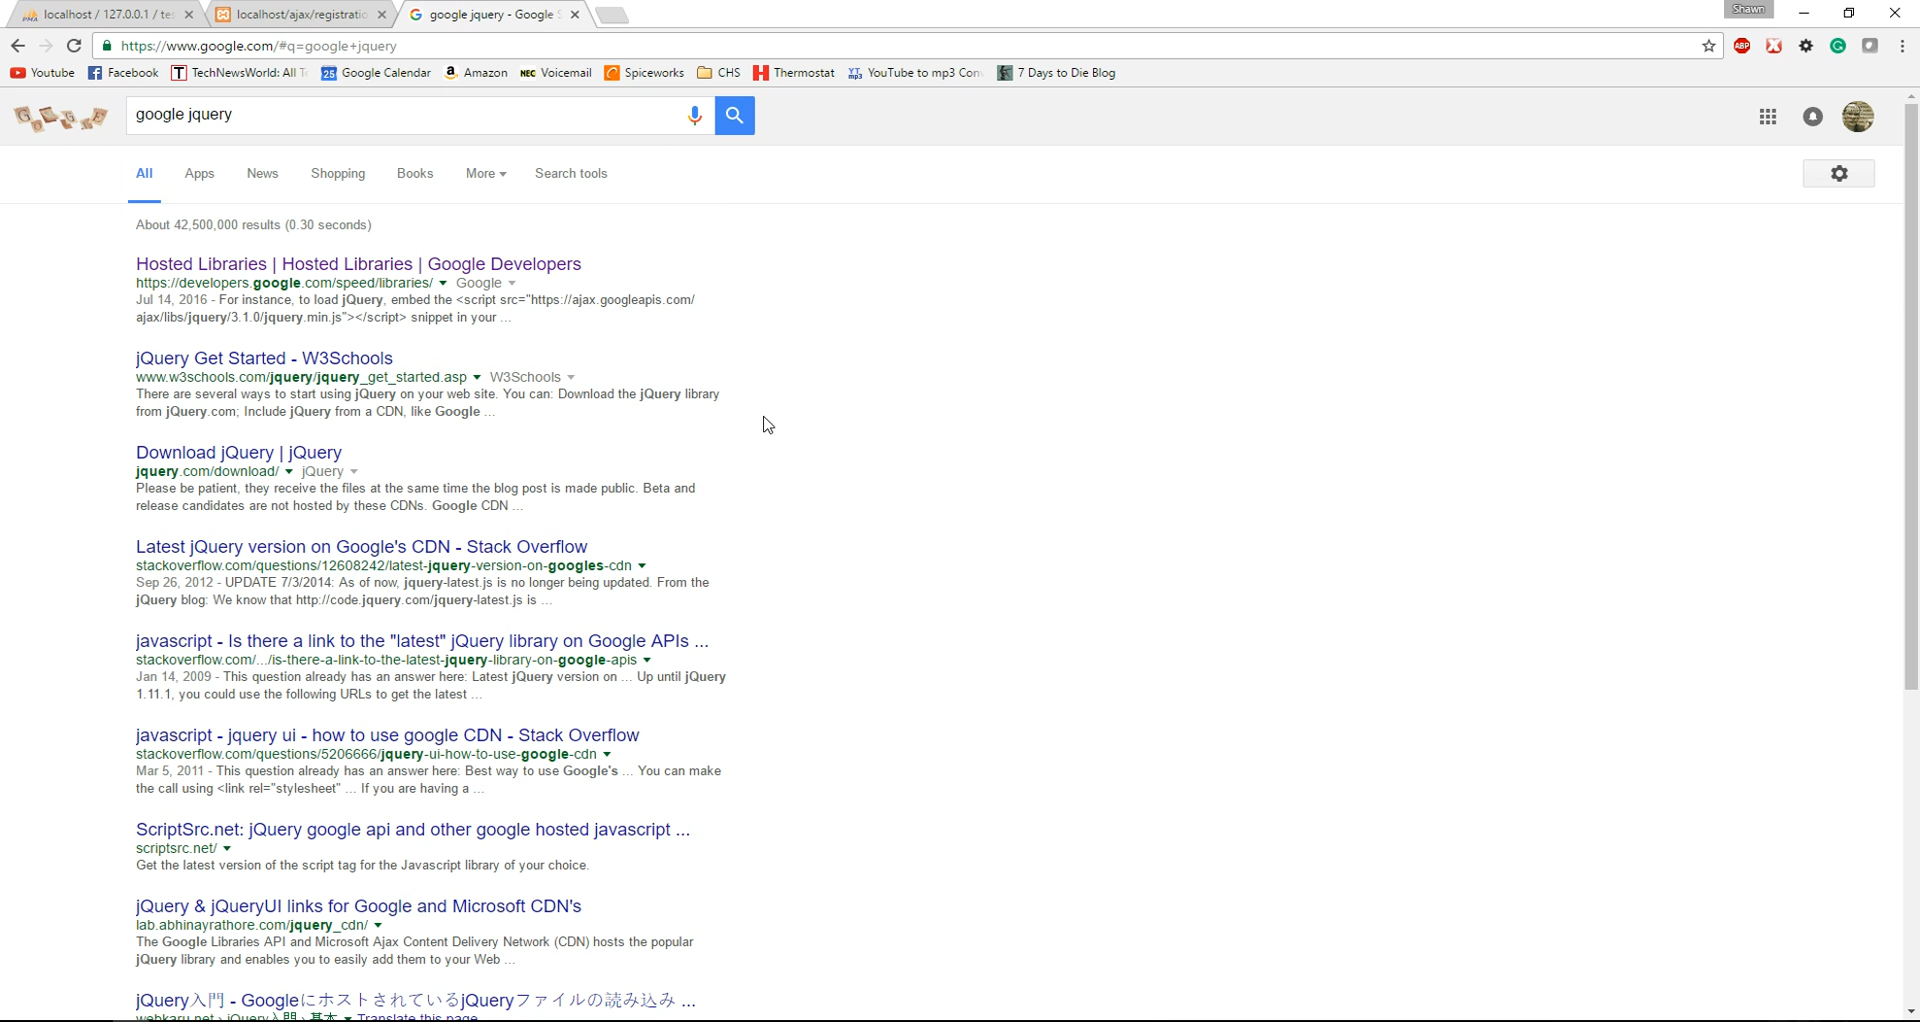 localhost / 127.0.0.1 / tes
localhost/ajax/registratio
google jquery - Google S
Shawn
https://www.google.com/#q=google+jquery
ABP
Youtube
Facebook
TechNewsWorld: All T
Google Calendar
Amazon
NEC Voicemail
Spiceworks
CHS
Thermostat
YouTube to mp3 Con
7 Days to Die Blog
google jquery
All
Apps
News
Shopping
Books
More
Search tools
About 42,500,000 results (0.30 seconds)
Hosted Libraries | Hosted Libraries | Google Developers
https://developers.google.com/speed/libraries/ Google
Jul 14, 2016 - For instance, to load jQuery, embed the <script src="https://ajax.googleapis.com/
ajax/libs/jquery/3.1.0/jquery.min.js"></script> snippet in your ...
jQuery Get Started - W3Schools
www.w3schools.com/jquery/jquery_get_started.asp W3Schools
There are several ways to start using jQuery on your web site. You can: Download the jQuery library
from jQuery.com; Include jQuery from a CDN, like Google ...
Download jQuery | jQuery
jquery.com/download/ jQuery
Please be patient, they receive the files at the same time the blog post is made public. Beta and
release candidates are not hosted by these CDNs. Google CDN ...
Latest jQuery version on Google's CDN - Stack Overflow
stackoverflow.com/questions/12608242/latest-jquery-version-on-googles-cdn
Sep 26, 2012 - UPDATE 7/3/2014: As of now, jquery-latest.js is no longer being updated. From the
jQuery blog: We know that http://code.jquery.com/jquery-latest.js is ...
javascript - Is there a link to the "latest" jQuery library on Google APIs ...
stackoverflow.com/.../is-there-a-link-to-the-latest-jquery-library-on-google-apis
Jan 14, 2009 - This question already has an answer here: Latest jQuery version on ... Up until jQuery
1.11.1, you could use the following URLs to get the latest ...
javascript - jquery ui - how to use google CDN - Stack Overflow
stackoverflow.com/questions/5206666/jquery-ui-how-to-use-google-cdn
Mar 5, 2011 - This question already has an answer here: Best way to use Google's ... You can make
the call using <link rel="stylesheet" ... If you are having a ...
ScriptSrc.net: jQuery google api and other google hosted javascript ...
scriptsrc.net/
Get the latest version of the script tag for the Javascript library of your choice.
jQuery & jQueryUI links for Google and Microsoft CDN's
lab.abhinayrathore.com/jquery_cdn/
The Google Libraries API and Microsoft Ajax Content Delivery Network (CDN) hosts the popular
jQuery library and enables you to easily add them to your Web ...
jQuery入門 - GoogleにホストされているjQueryファイルの読み込み ...
webkaru.net › jQuery入門 › 基本 Translate this page